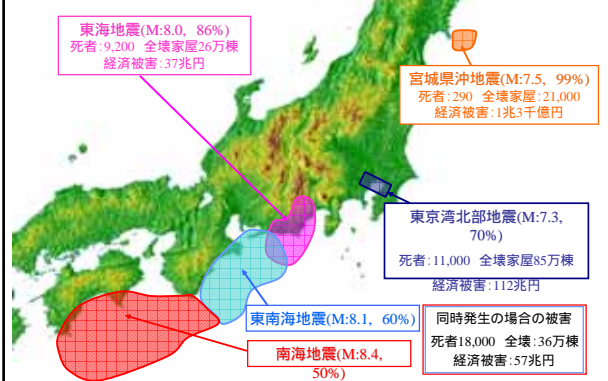 東海地震(M:8.0, 86%)
死者:9,200 全壊家屋26万棟
経済被害:37兆円
宮城県沖地震(M:7.5, 99%)
死者:290 全壊家屋:21,000
経済被害:1兆3千億円
東京湾北部地震(M:7.3,
70%)
死者:11,000 全壊家屋85万棟
経済被害:112兆円
東南海地震(M:8.1, 60%)
南海地震(M:8.4,
50%)
同時発生の場合の被害
死者18,000 全壊:36万棟
経済被害:57兆円